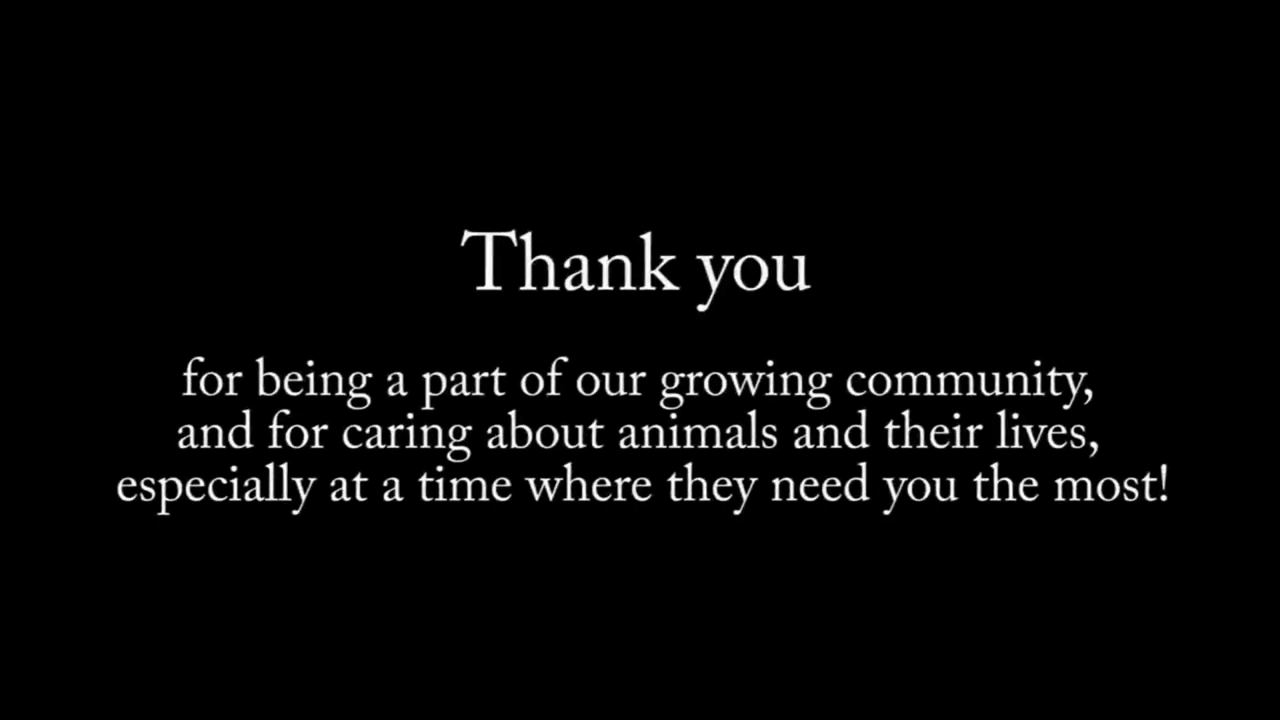 Thank you
for being a part of our growing community,
and for caring about animals and their lives,
especially at a time where they need you the most!